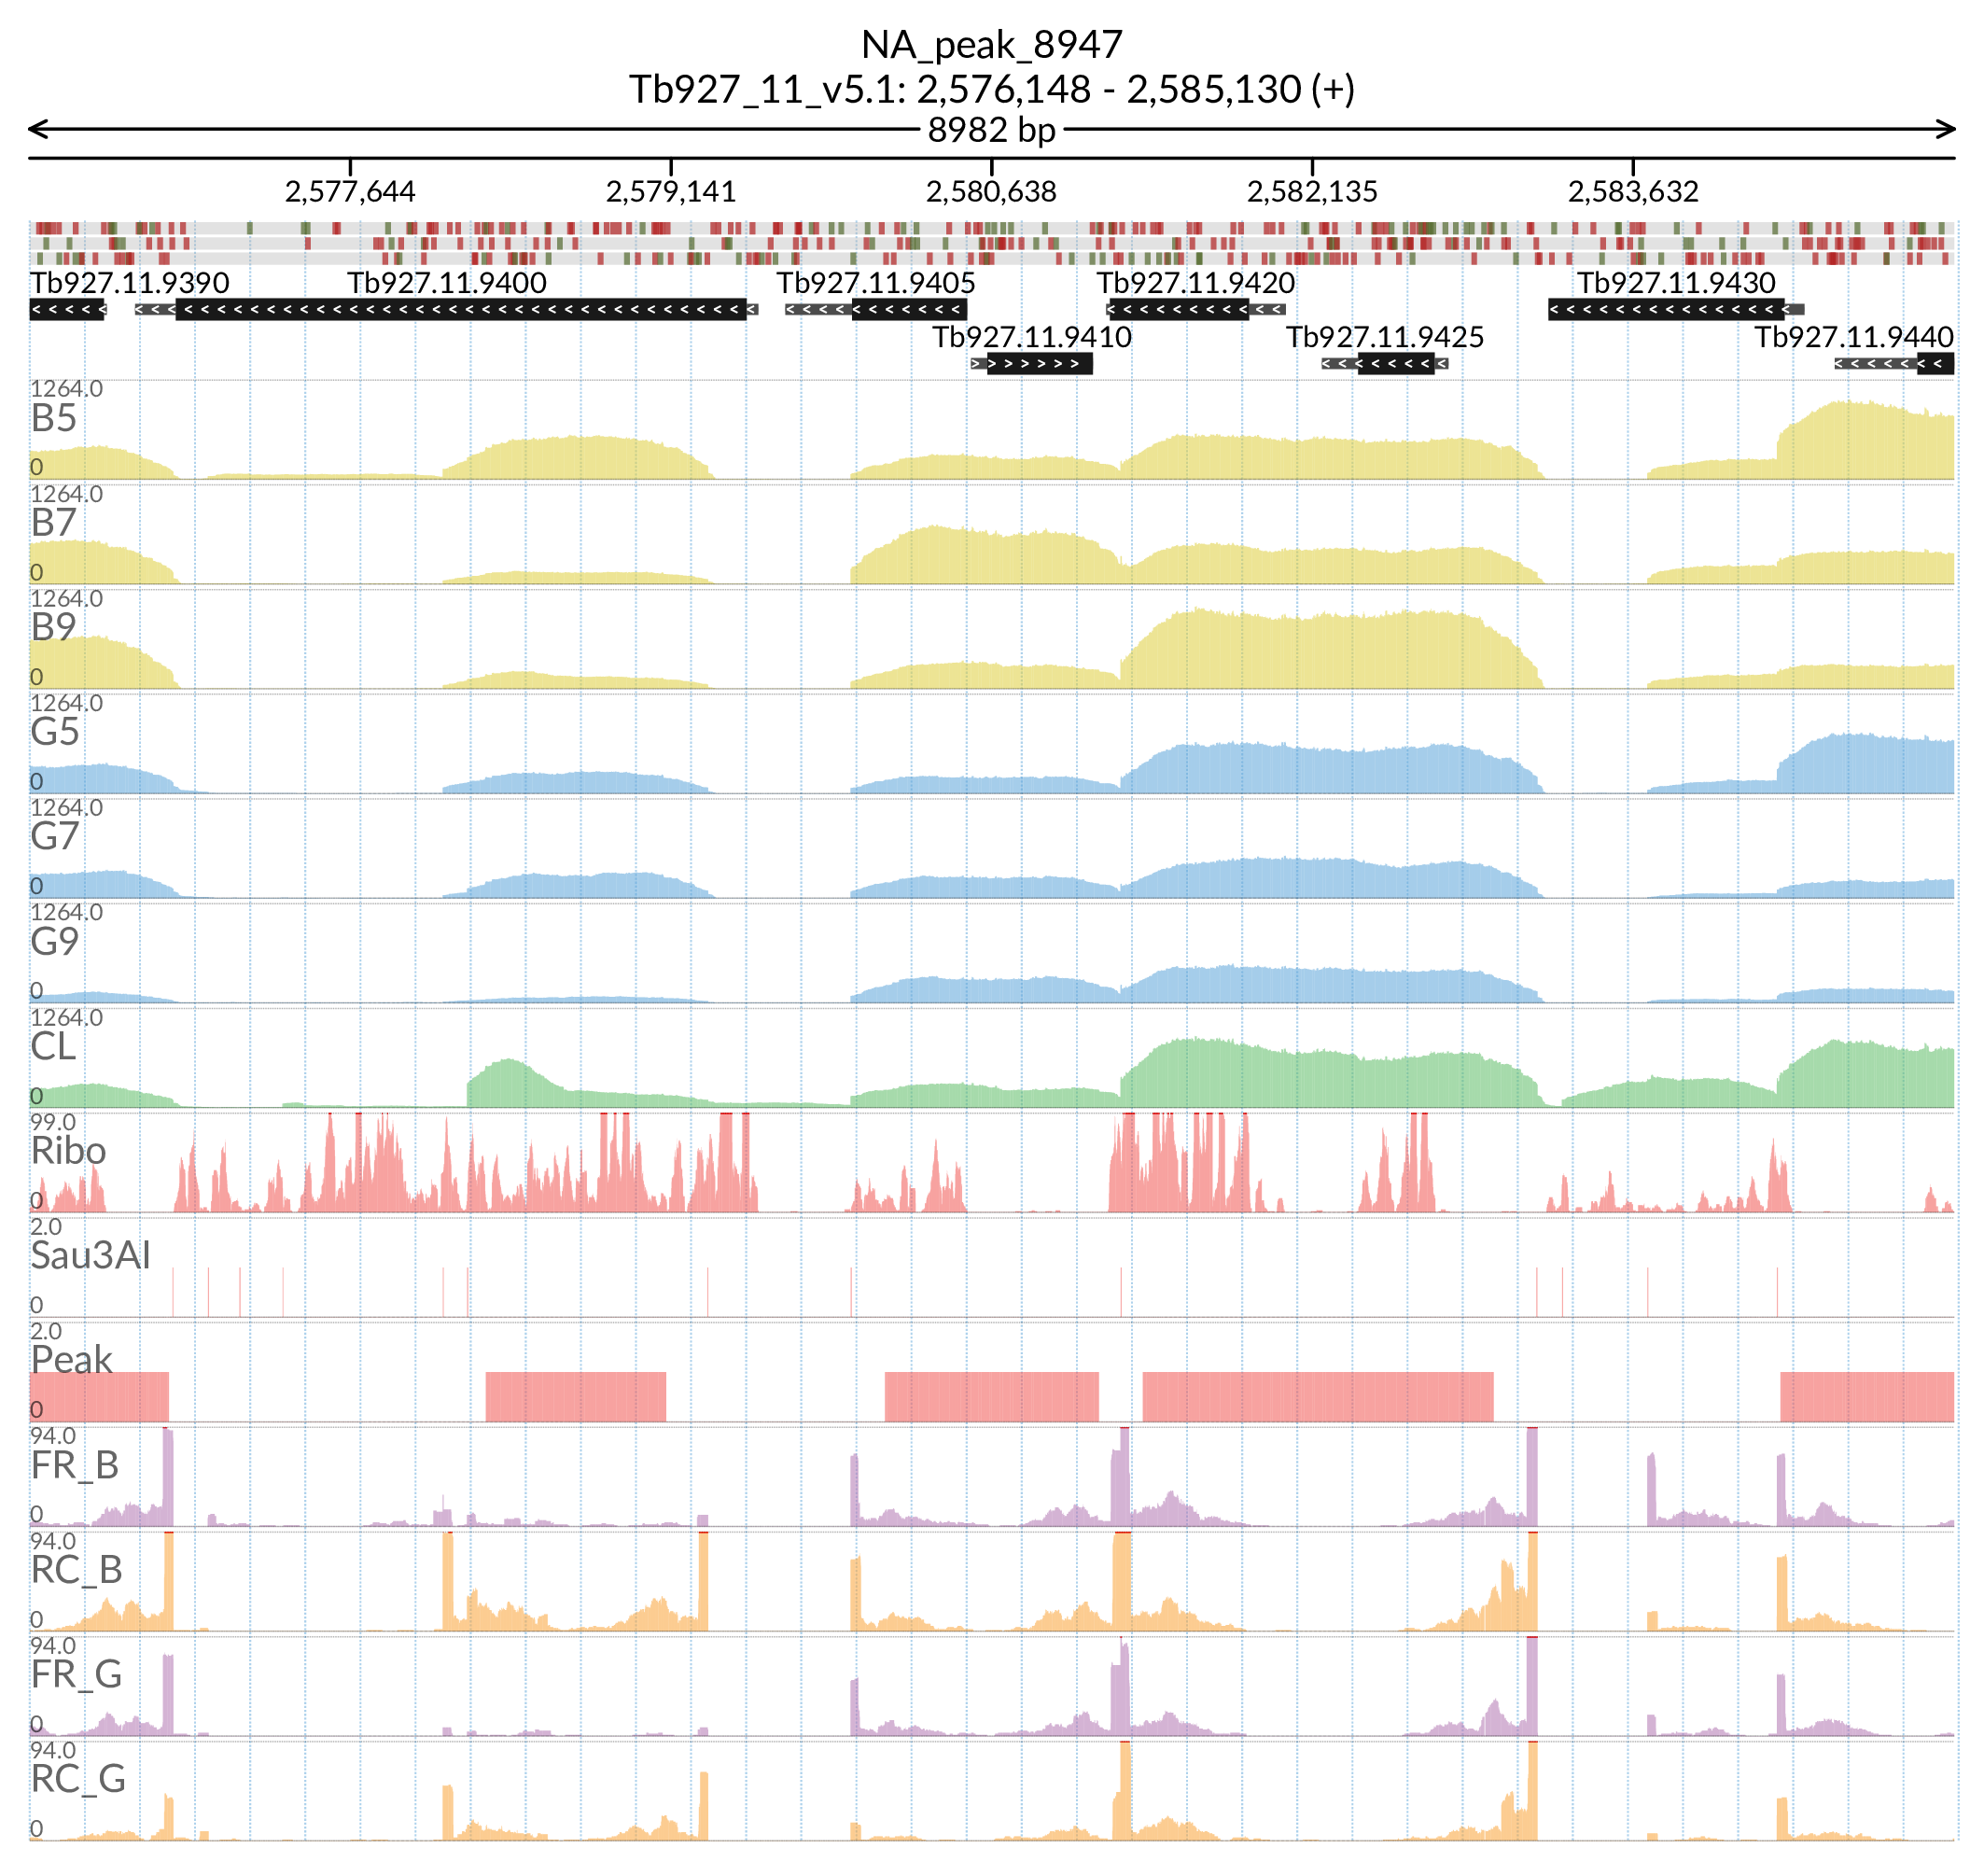 NA_peak_8947
Tb927_11_v5.1: 2,576,148 - 2,585,130 (+)
8982 bp
2,577,644 2,579,141 2,580,638 2,582,135 2,583,632
Tb927.11.9390 Tb927.11.9400 Tb927.11.9405 Tb927.11.9420 Tb927.11.9430
Tb927.11.9410 Tb927.11.9425 Tb927.11.9440
1264.0
B5
0
1264.0
B7
0
1264.0
B9
0
1264.0
G5
0
1264.0
G7
0
1264.0
G9
0
1264.0
CL
0
99.0
Ribo
0
2.0
Sau3AI
0
2.0
Peak
0
94.0
FR_B
0
94.0
RC_B
0
94.0
FR_G
0
94.0
RC_G
0